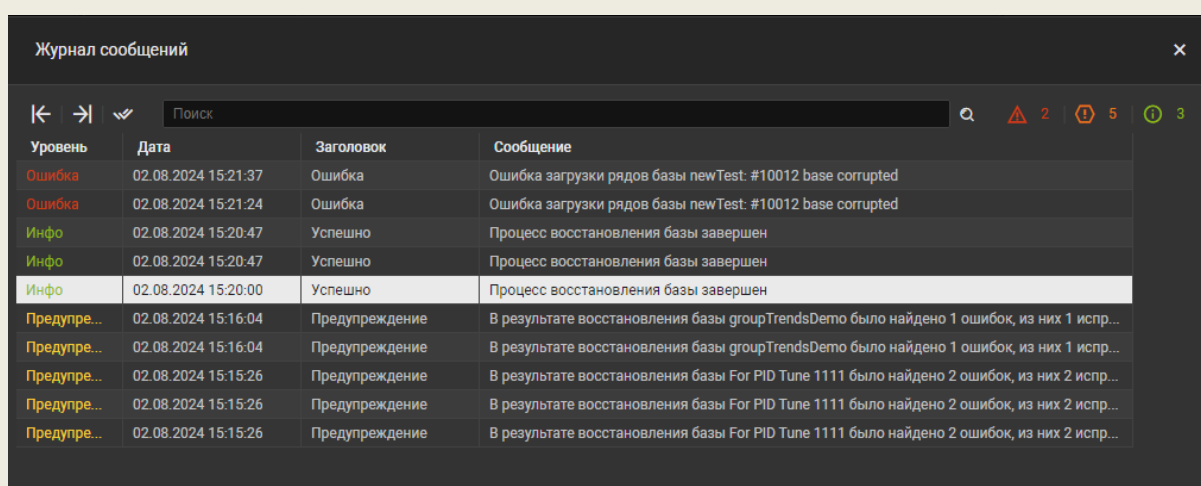 Журнал сообщений
Поиск 2 5 3
Уровень Дата Заголовок Сообщение
Ошибка 02.08.2024 15:21:37 Ошибка Ошибка загрузки рядов базы newTest: #10012 base corrupted
Ошибка 02.08.2024 15:21:24 Ошибка Ошибка загрузки рядов базы newTest: #10012 base corrupted
Инфо 02.08.2024 15:20:47 Успешно Процесс восстановления базы завершен
Инфо 02.08.2024 15:20:47 Успешно Процесс восстановления базы завершен
Инфо 02.08.2024 15:20:00 Успешно Процесс восстановления базы завершен
Предупре... 02.08.2024 15:16:04 Предупреждение В результате восстановления базы groupTrendsDemo было найдено 1 ошибок, из них 1 испр...
Предупре... 02.08.2024 15:16:04 Предупреждение В результате восстановления базы groupTrendsDemo было найдено 1 ошибок, из них 1 испр...
Предупре... 02.08.2024 15:15:26 Предупреждение В результате восстановления базы For PID Tune 1111 было найдено 2 ошибок, из них 2 испр...
Предупре... 02.08.2024 15:15:26 Предупреждение В результате восстановления базы For PID Tune 1111 было найдено 2 ошибок, из них 2 испр...
Предупре... 02.08.2024 15:15:26 Предупреждение В результате восстановления базы For PID Tune 1111 было найдено 2 ошибок, из них 2 испр...